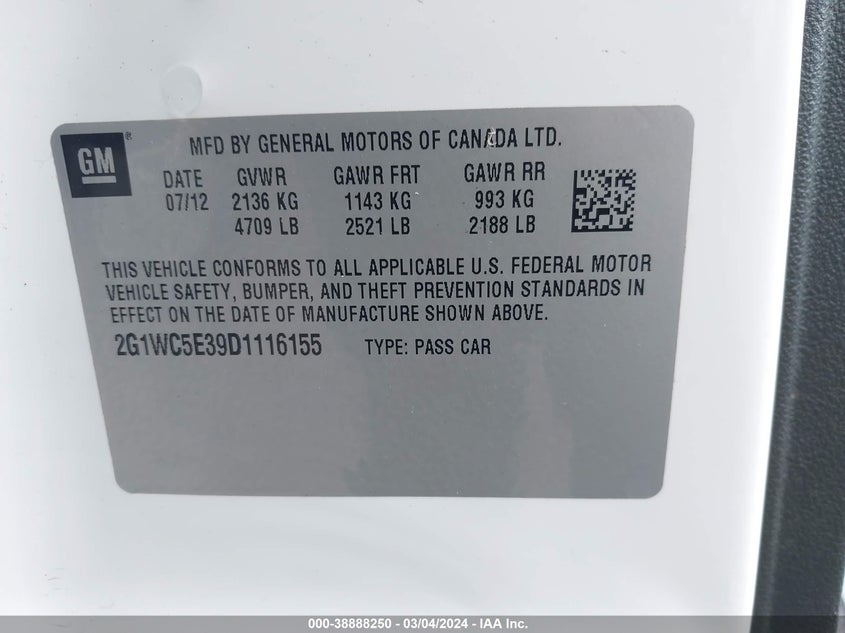 GM ®
MFD BY GENERAL MOTORS OF CANADA LTD.
DATE GVWR GAWR FRT GAWR RR
07/12 2136 KG 1143 KG 993 KG
4709 LB 2521 LB 2188 LB
THIS VEHICLE CONFORMS TO ALL APPLICABLE U.S. FEDERAL MOTOR
VEHICLE SAFETY, BUMPER, AND THEFT PREVENTION STANDARDS IN
EFFECT ON THE DATE OF MANUFACTURE SHOWN ABOVE.
2G1WC5E39D1116155 TYPE: PASS CAR
000-38888250 - 03/04/2024 - IAA Inc.